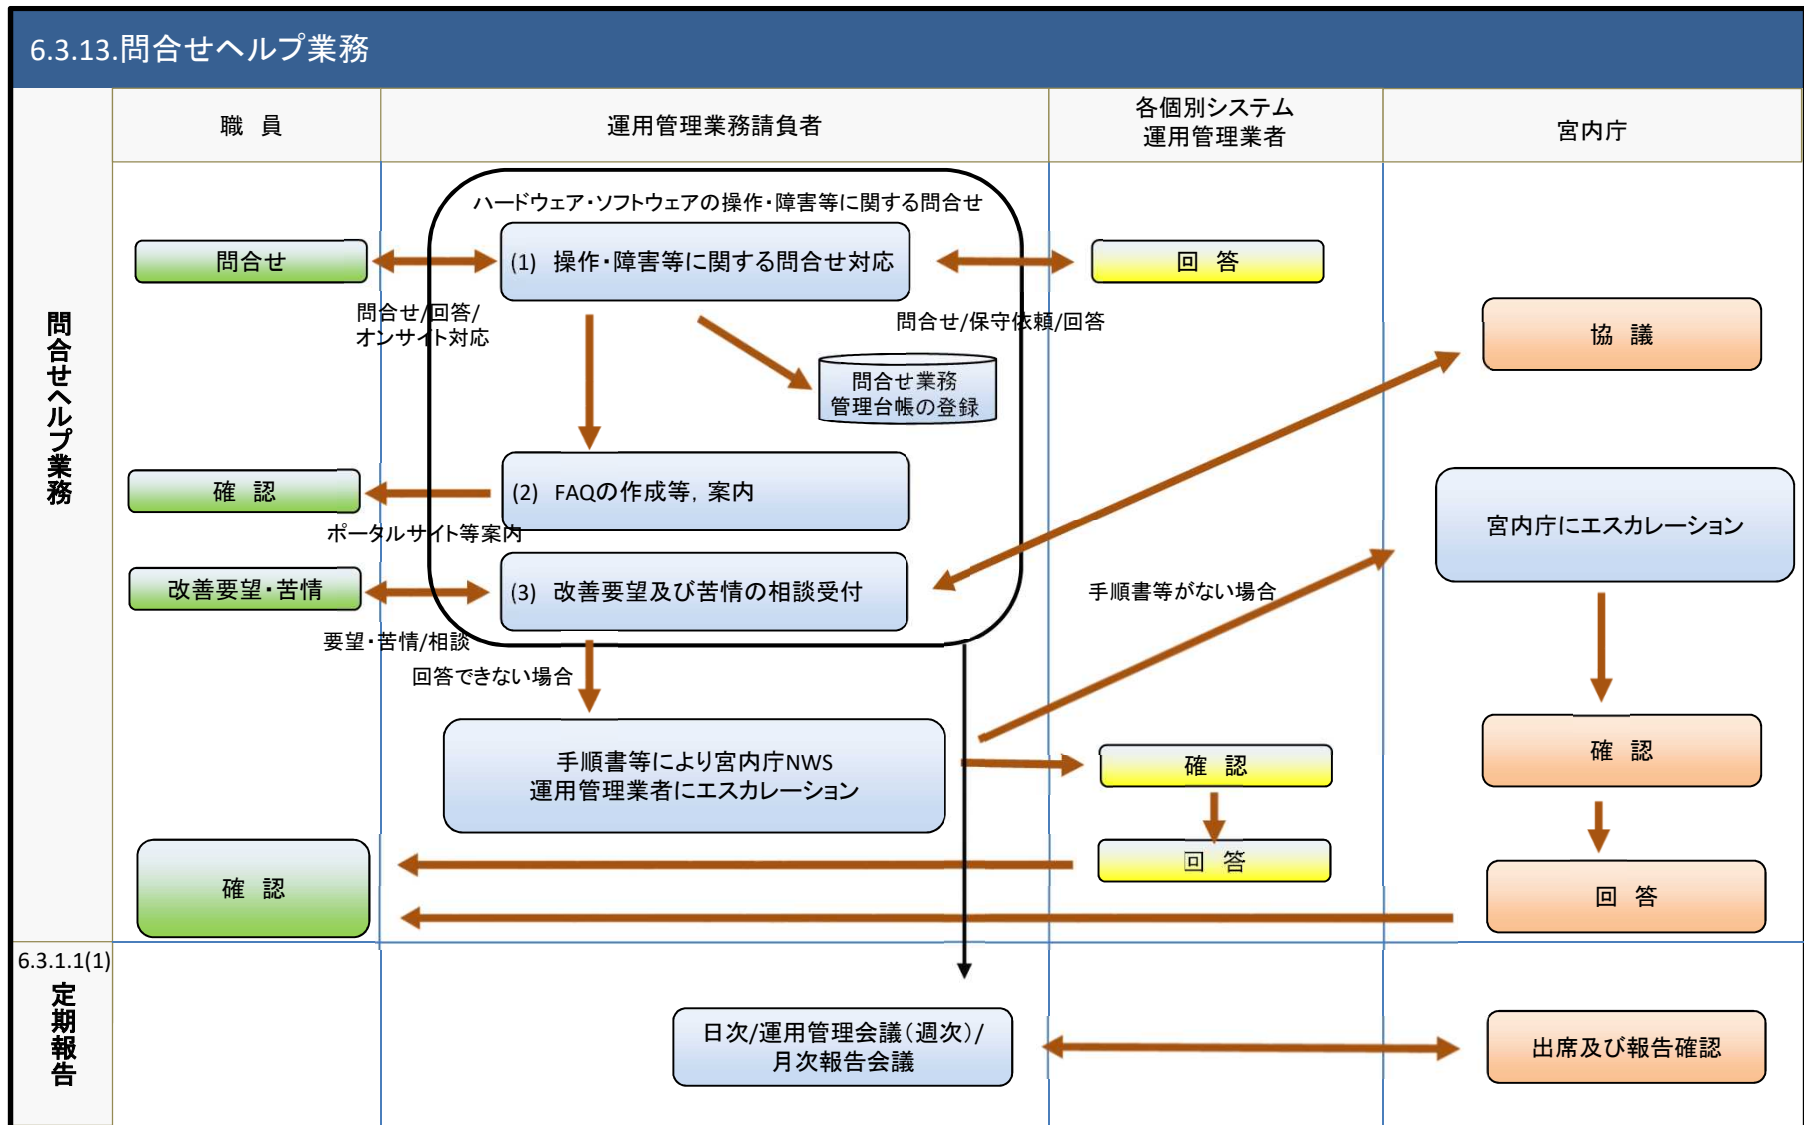 6.3.13.問合せヘルプ業務
職 員
運用管理業務請負者
各個別システム
運用管理業者
宮内庁
問合せヘルプ業務
ハードウェア・ソフトウェアの操作・障害等に関する問合せ
問合せ
(1) 操作・障害等に関する問合せ対応
回 答
問合せ/回答/
オンサイト対応
問合せ/保守依頼/回答
協 議
問合せ業務
管理台帳の登録
確 認
(2) FAQの作成等,案内
宮内庁にエスカレーション
ポータルサイト等案内
改善要望・苦情
(3) 改善要望及び苦情の相談受付
手順書等がない場合
要望・苦情/相談
回答できない場合
手順書等により宮内庁NWS
運用管理業者にエスカレーション
確 認
確 認
確 認
回 答
回 答
6.3.1.1(1)
定期報告
日次/運用管理会議(週次)/
月次報告会議
出席及び報告確認